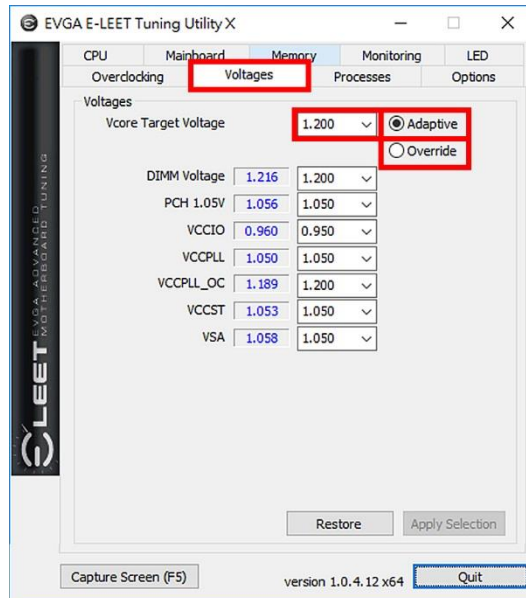 EVGA E-LEET Tuning Utility X
CPU Mainboard Memory Monitoring LED
Overclocking Voltages Processes Options
Voltages
Vcore Target Voltage 1.200 Adaptive
Override
DIMM Voltage 1.216 1.200
PCH 1.05V 1.056 1.050
VCCIO 0.960 0.950
VCCPLL 1.050 1.050
VCCPLL_OC 1.189 1.200
VCCST 1.053 1.050
VSA 1.058 1.050
ELEET EVGA ADVANCED
MOTHERBOARD TUNING
Restore Apply Selection
Capture Screen (F5) version 1.0.4.12 x64 Quit